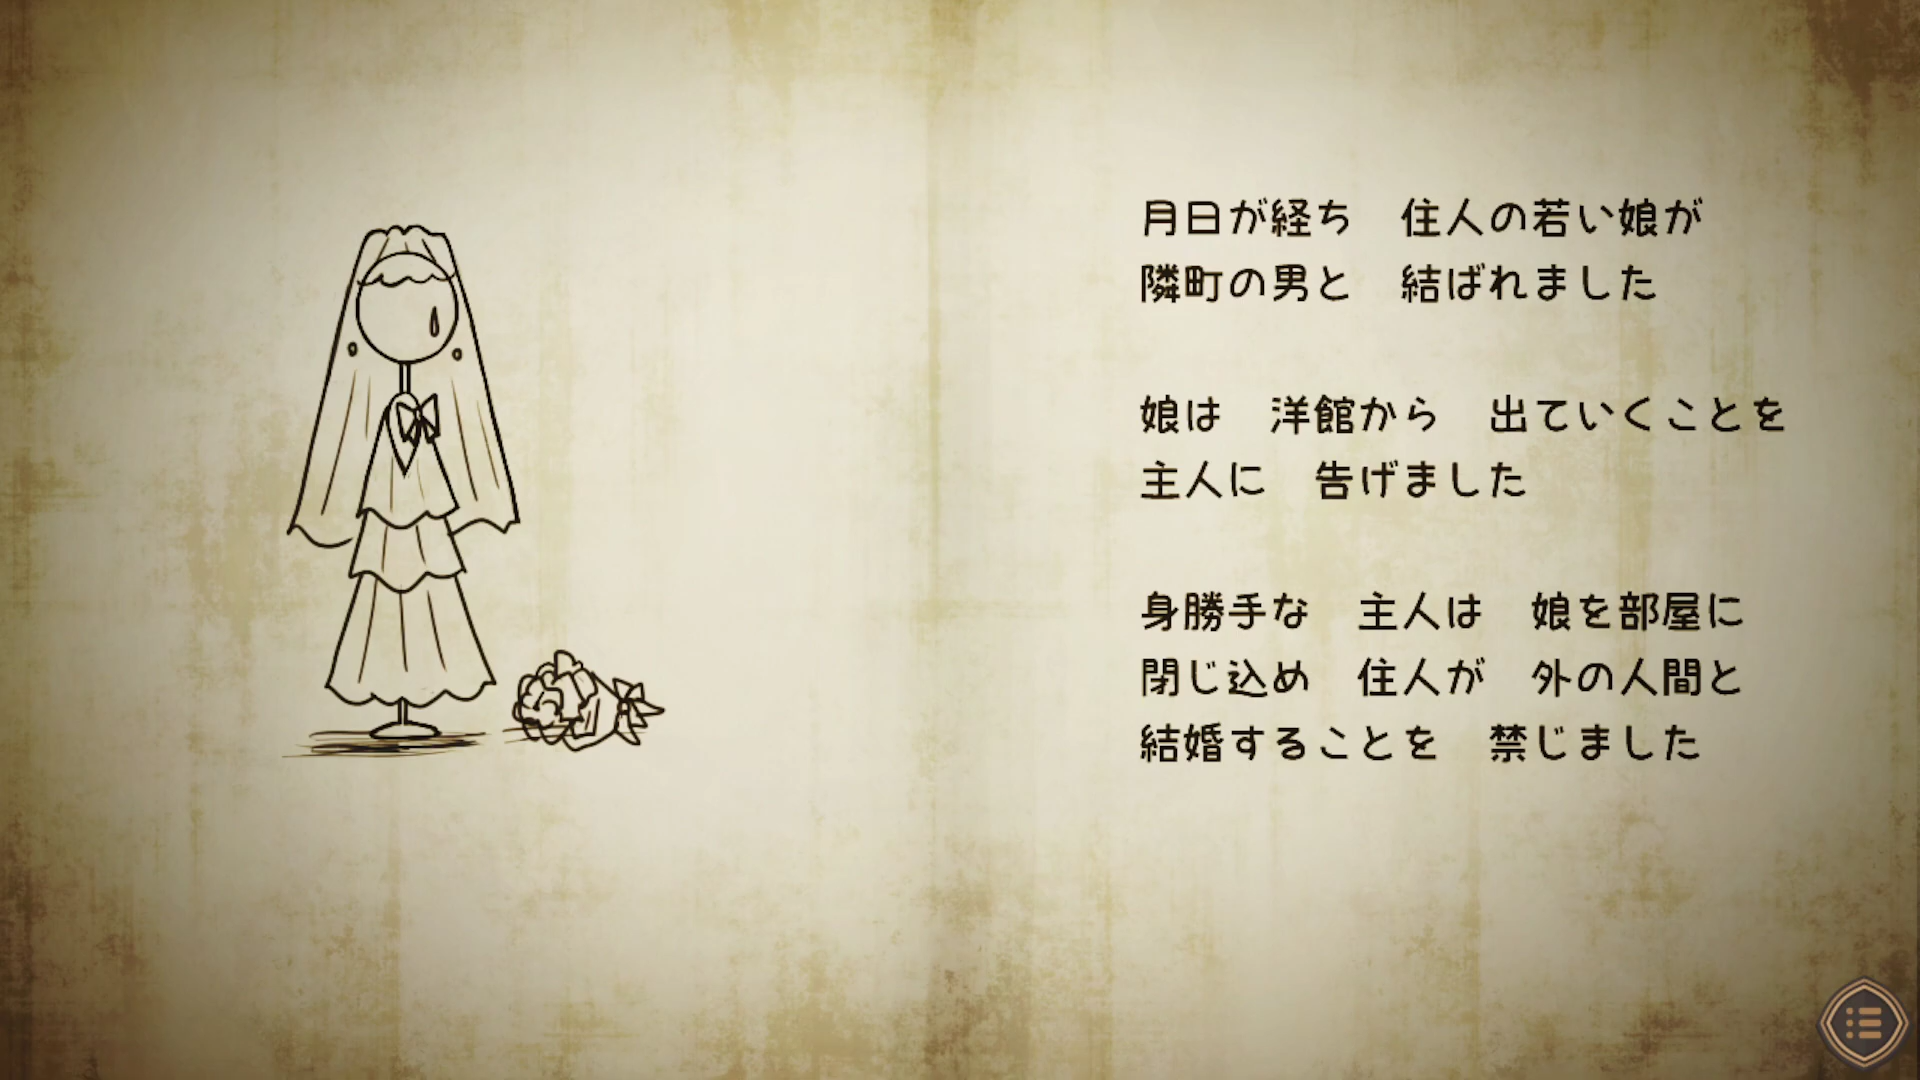 月日が経ち　住人の若い娘が
隣町の男と　結ばれました
娘は　洋館から　出ていくことを
主人に　告げました
身勝手な　主人は　娘を部屋に
閉じ込め　住人が　外の人間と
結婚することを　禁じました